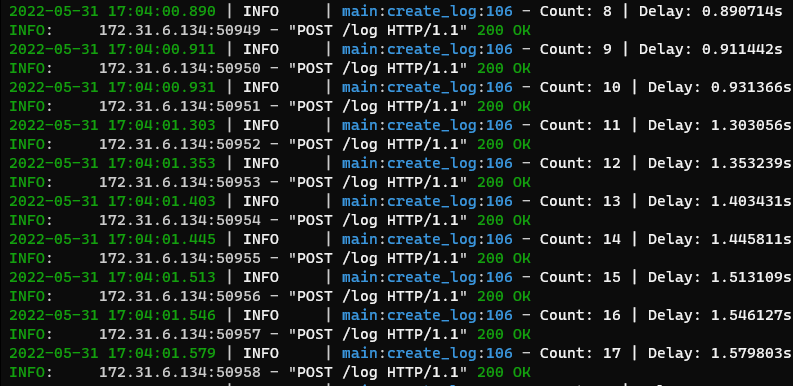 2022-05-31 17:04:00.890 | INFO     | main:create_log:106 - Count: 8 | Delay: 0.890714s
INFO:     172.31.6.134:50949 - "POST /log HTTP/1.1" 200 OK
2022-05-31 17:04:00.911 | INFO     | main:create_log:106 - Count: 9 | Delay: 0.911442s
INFO:     172.31.6.134:50950 - "POST /log HTTP/1.1" 200 OK
2022-05-31 17:04:00.931 | INFO     | main:create_log:106 - Count: 10 | Delay: 0.931366s
INFO:     172.31.6.134:50951 - "POST /log HTTP/1.1" 200 OK
2022-05-31 17:04:01.303 | INFO     | main:create_log:106 - Count: 11 | Delay: 1.303056s
INFO:     172.31.6.134:50952 - "POST /log HTTP/1.1" 200 OK
2022-05-31 17:04:01.353 | INFO     | main:create_log:106 - Count: 12 | Delay: 1.353239s
INFO:     172.31.6.134:50953 - "POST /log HTTP/1.1" 200 OK
2022-05-31 17:04:01.403 | INFO     | main:create_log:106 - Count: 13 | Delay: 1.403431s
INFO:     172.31.6.134:50954 - "POST /log HTTP/1.1" 200 OK
2022-05-31 17:04:01.445 | INFO     | main:create_log:106 - Count: 14 | Delay: 1.445811s
INFO:     172.31.6.134:50955 - "POST /log HTTP/1.1" 200 OK
2022-05-31 17:04:01.513 | INFO     | main:create_log:106 - Count: 15 | Delay: 1.513109s
INFO:     172.31.6.134:50956 - "POST /log HTTP/1.1" 200 OK
2022-05-31 17:04:01.546 | INFO     | main:create_log:106 - Count: 16 | Delay: 1.546127s
INFO:     172.31.6.134:50957 - "POST /log HTTP/1.1" 200 OK
2022-05-31 17:04:01.579 | INFO     | main:create_log:106 - Count: 17 | Delay: 1.579803s
INFO:     172.31.6.134:50958 - "POST /log HTTP/1.1" 200 OK